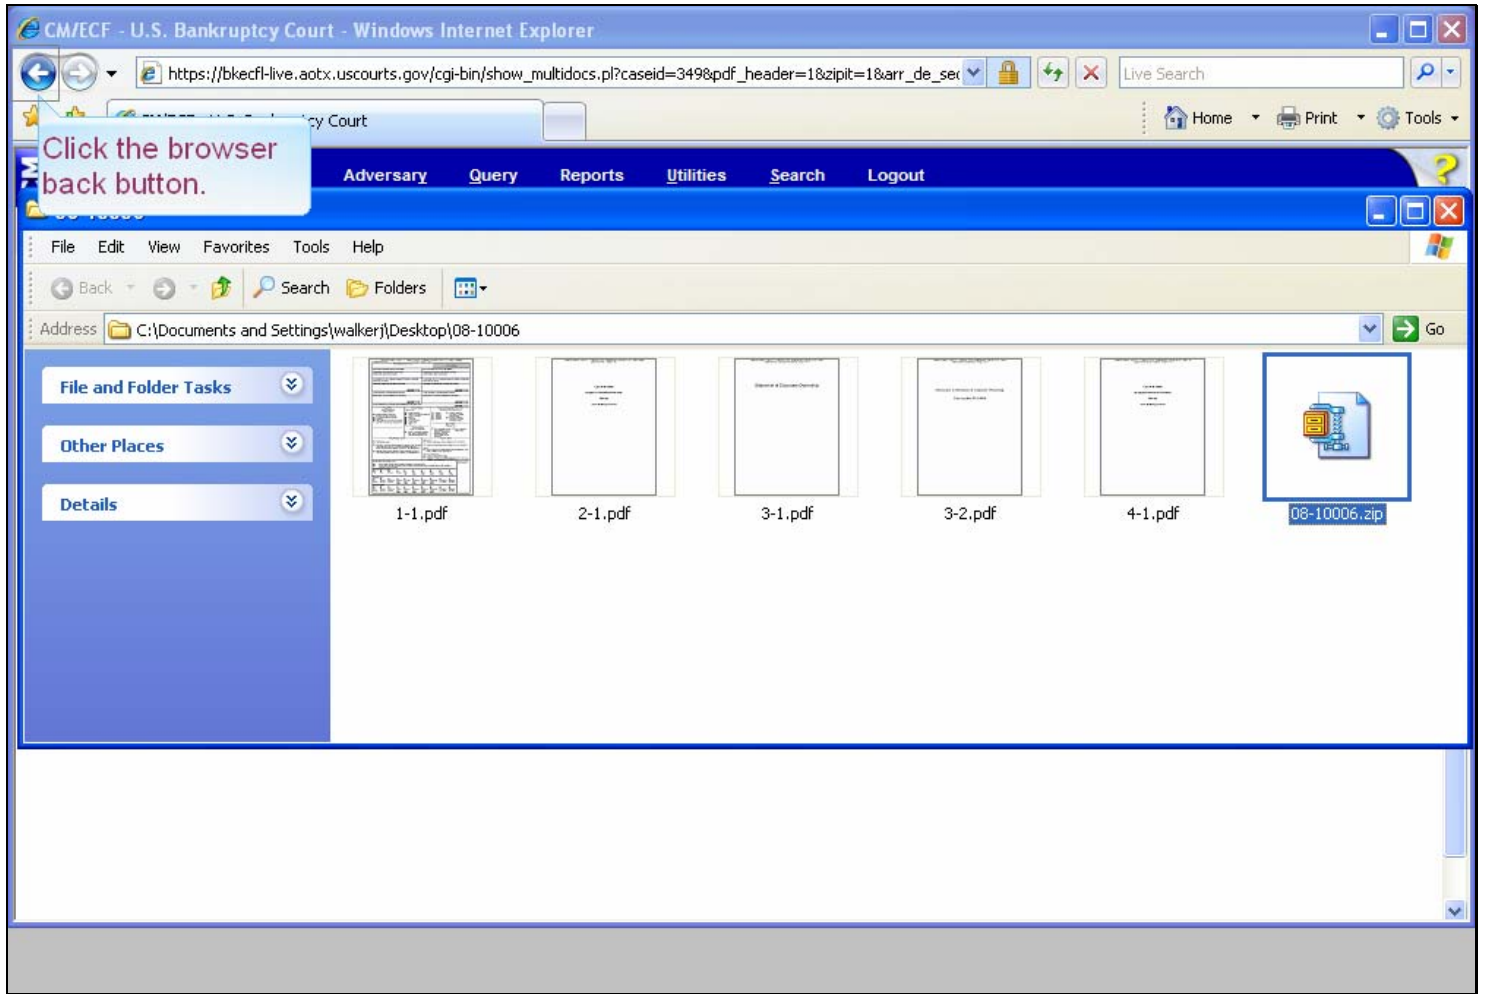 CM/ECF - U.S. Bankruptcy Court - Windows Internet Explorer
https://bkecfl-live.aotx.uscourts.gov/cgi-bin/show_multidocs.pl?caseid=349&pdf_header=1&zipit=1&arr_de_sec
Live Search
Court
Home
Print
Tools
Click the browser
back button.
Adversary Query Reports Utilities Search Logout
?
File Edit View Favorites Tools Help
Back Search Folders
Address C:\Documents and Settings\walkerj\Desktop\08-10006 Go
File and Folder Tasks
Other Places
Details
1-1.pdf 2-1.pdf 3-1.pdf 3-2.pdf 4-1.pdf 08-10006.zip